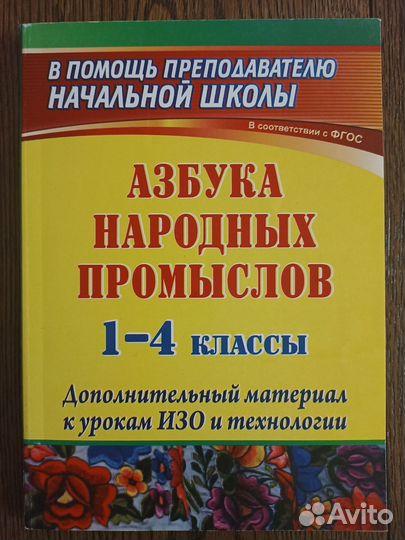 В ПОМОЩЬ ПРЕПОДАВАТЕЛЮ
НАЧАЛЬНОЙ ШКОЛЫ
В соответствии с ФГОС
АЗБУКА
НАРОДНЫХ
ПРОМЫСЛОВ
1–4 КЛАССЫ
Дополнительный материал
к урокам ИЗО и технологии
Avito